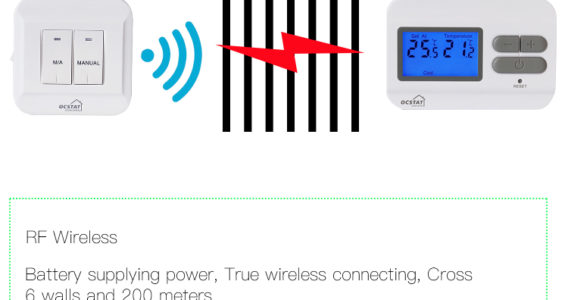 M/A MANUAL
OCSTAT
Set At Temperature
25.5 21.2
Cool
RESET
OCSTAT
RF Wireless
Battery supplying power, True wireless connecting, Cross
6 walls and 200 meters